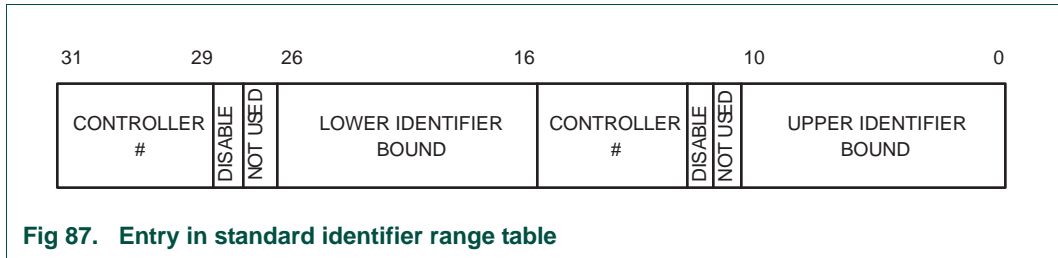 31 29 26 16 10 0
CONTROLLER
#
DISABLE
NOT USED
LOWER IDENTIFIER
BOUND
CONTROLLER
#
DISABLE
NOT USED
UPPER IDENTIFIER
BOUND
Fig 87. Entry in standard identifier range table